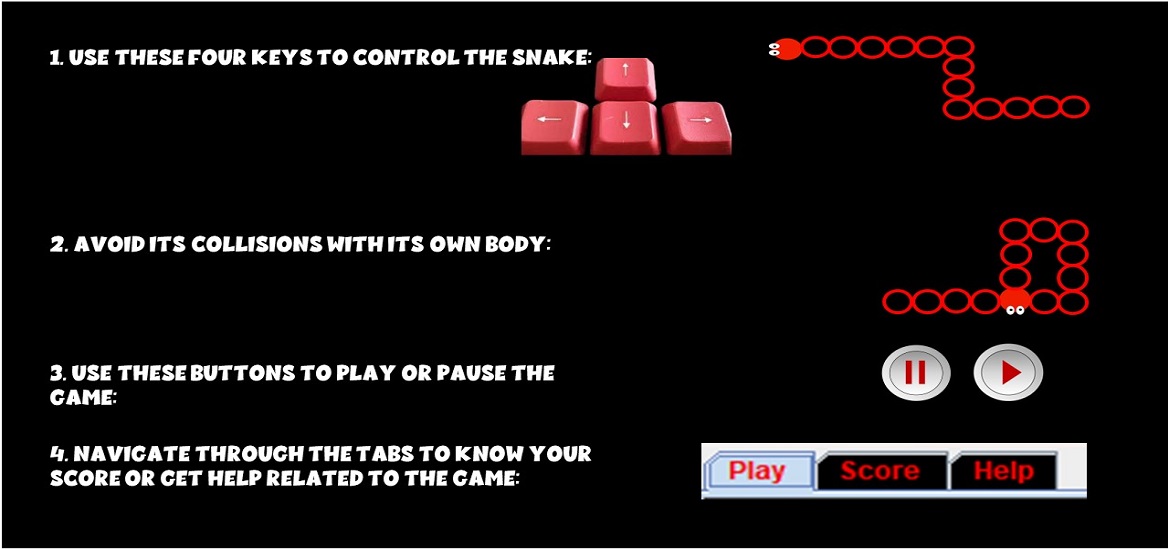 1. USE THESE FOUR KEYS TO CONTROL THE SNAKE:
2. AVOID ITS COLLISIONS WITH ITS OWN BODY:
3. USE THESE BUTTONS TO PLAY OR PAUSE THE
GAME:
4. NAVIGATE THROUGH THE TABS TO KNOW YOUR
SCORE OR GET HELP RELATED TO THE GAME:
Play Score Help